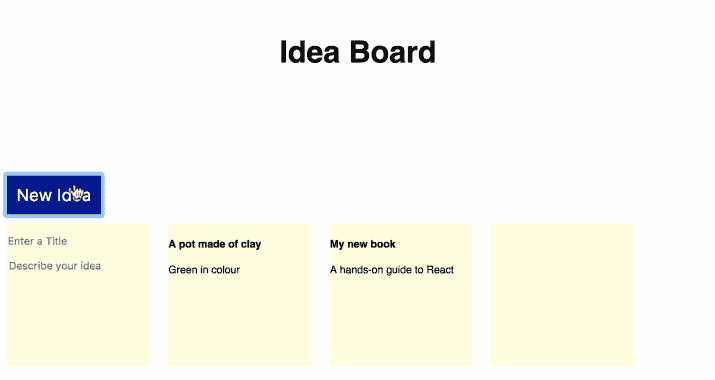 Idea Board
New Idea
Enter a Title
Describe your idea
A pot made of clay
Green in colour
My new book
A hands-on guide to React